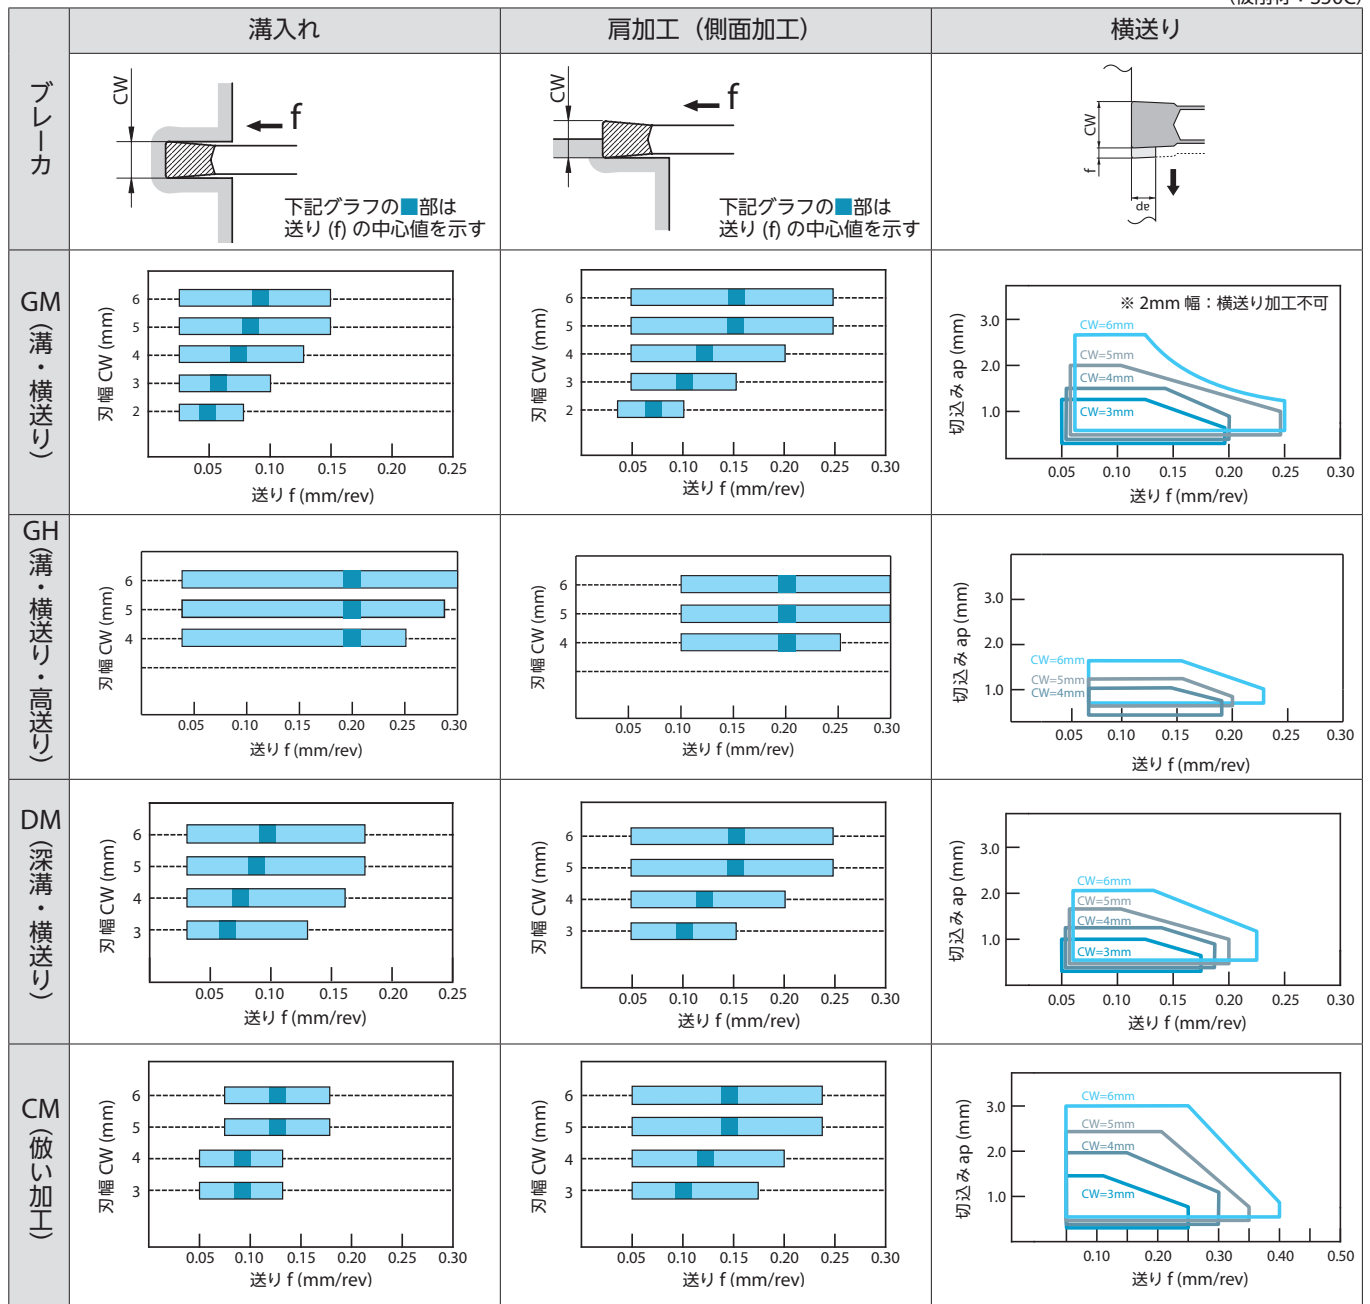 溝入れ
肩加工（側面加工）
横送り
ブレーカ
CW
f
下記グラフの■部は
送り (f) の中心値を示す
CW
f
下記グラフの■部は
送り (f) の中心値を示す
CW
f
ap
GM（溝・横送り）
刃幅 CW (mm)
6
5
4
3
2
0.05 0.10 0.15 0.20 0.25
送り f (mm/rev)
刃幅 CW (mm)
6
5
4
3
2
0.05 0.10 0.15 0.20 0.25 0.30
送り f (mm/rev)
※ 2mm 幅：横送り加工不可
切込み ap (mm)
3.0
2.0
1.0
CW=6mm
CW=5mm
CW=4mm
CW=3mm
0.05 0.10 0.15 0.20 0.25 0.30
送り f (mm/rev)
GH（溝・横送り・高送り）
刃幅 CW (mm)
6
5
4
0.05 0.10 0.15 0.20 0.25 0.30
送り f (mm/rev)
刃幅 CW (mm)
6
5
4
0.05 0.10 0.15 0.20 0.25 0.30
送り f (mm/rev)
切込み ap (mm)
3.0
2.0
1.0
CW=6mm
CW=5mm
CW=4mm
0.05 0.10 0.15 0.20 0.25 0.30
送り f (mm/rev)
DM（深溝・横送り）
刃幅 CW (mm)
6
5
4
3
0.05 0.10 0.15 0.20 0.25
送り f (mm/rev)
刃幅 CW (mm)
6
5
4
3
0.05 0.10 0.15 0.20 0.25 0.30
送り f (mm/rev)
切込み ap (mm)
3.0
2.0
1.0
CW=6mm
CW=5mm
CW=4mm
CW=3mm
0.05 0.10 0.15 0.20 0.25 0.30
送り f (mm/rev)
CM（倣い加工）
刃幅 CW (mm)
6
5
4
3
0.05 0.10 0.15 0.20 0.25 0.30
送り f (mm/rev)
刃幅 CW (mm)
6
5
4
3
0.05 0.10 0.15 0.20 0.25 0.30
送り f (mm/rev)
切込み ap (mm)
3.0
2.0
1.0
CW=6mm
CW=5mm
CW=4mm
CW=3mm
0.10 0.20 0.30 0.40 0.50
送り f (mm/rev)